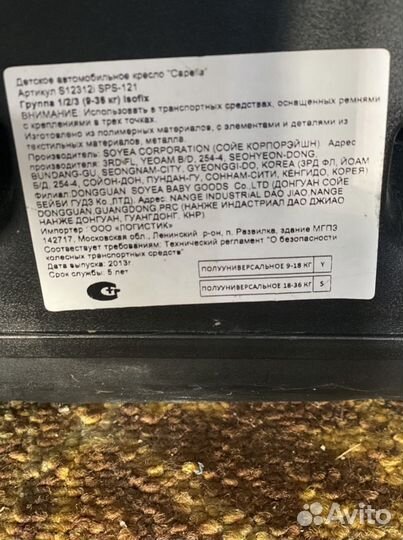 Детское автомобильное кресло "Capella"
Артикул S12312i SPS-121
Группа 1/2/3 (9-36 кг) Isofix
ВНИМАНИЕ: Используется в транспортных средствах, оснащенных ремнями
с креплениями в трех точках.
Изготовлено из полимерных материалов, с элементами и деталями из
текстильных материалов, металла.
Производитель: SOYEA CORPORATION (СОЙЕ КОРПОРЭЙШН) Адрес
производителя: 3RD FL, YEOAM B/D, 254-4, SEOHYEON-DONG,
BUNDANG-GU, SEONGNAM-CITY, GYEONGGI-DO, KOREA (3РД ФЛ, ЙОАМ
Б/Д, 254-4, СОЙОН-ДОН, ПУНДАН-ГУ, СОННАМ-СИТИ, КЁНГИДО, КОРЕЯ)
Филиал DONGGUAN SOYEA BABY GOODS Co.,LTD (ДОНГУАН СОЙЕ
БЕЙБИ ГУДЗ Ко.,ЛТД). Адрес: NANGE INDUSTRIAL DAO JIAO NANGE
DONGGUAN GUANGDONG PRC (НАНЖЕ ИНДАСТРИАЛ ДАО ДЖИАО
НАНЖЕ ДОНГУАН, ГУАНГДОНГ, КНР)
Импортер : ООО «ЛОГИСТИК»
142717, Московская обл., Ленинский р-он, п. Развилка, здание МГПЗ
Соответствует требованиям: Технический регламент "О безопасности
колесных транспортных средств"
Дата выпуска: 2013г
Срок службы: 5 лет
ПОЛУУНИВЕРСАЛЬНОЕ 9-18 КГ Y
ПОЛУУНИВЕРСАЛЬНОЕ 18-36 КГ S
Avito